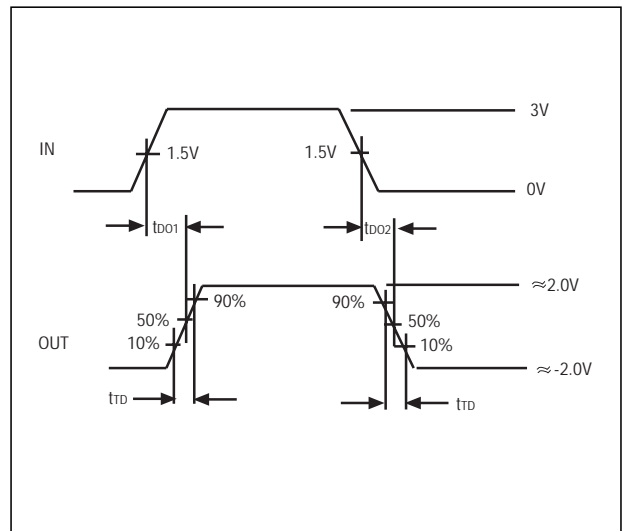 3V
IN
1.5V
1.5V
0V
tDO1
tDO2
≈2.0V
90%
90%
50%
50%
OUT
10%
10%
≈-2.0V
tTD
tTD